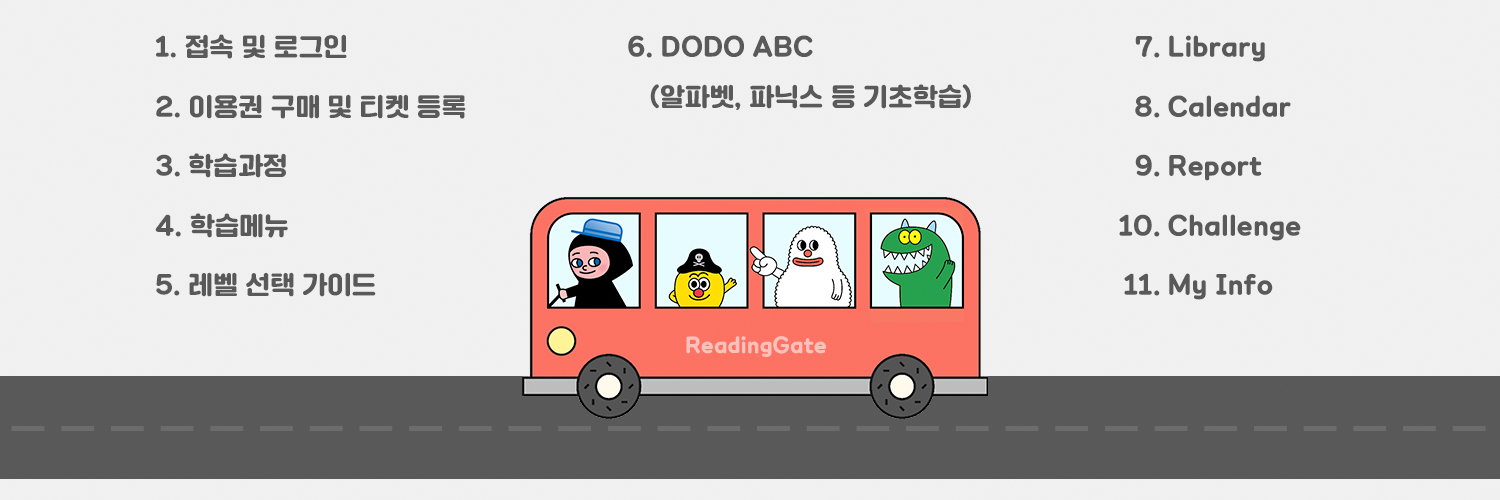 1. 접속 및 로그인
2. 이용권 구매 및 티켓 등록
3. 학습과정
4. 학습메뉴
5. 레벨 선택 가이드
6. DODO ABC
(알파벳, 파닉스 등 기초학습)
7. Library
8. Calendar
9. Report
10. Challenge
11. My Info
ReadingGate